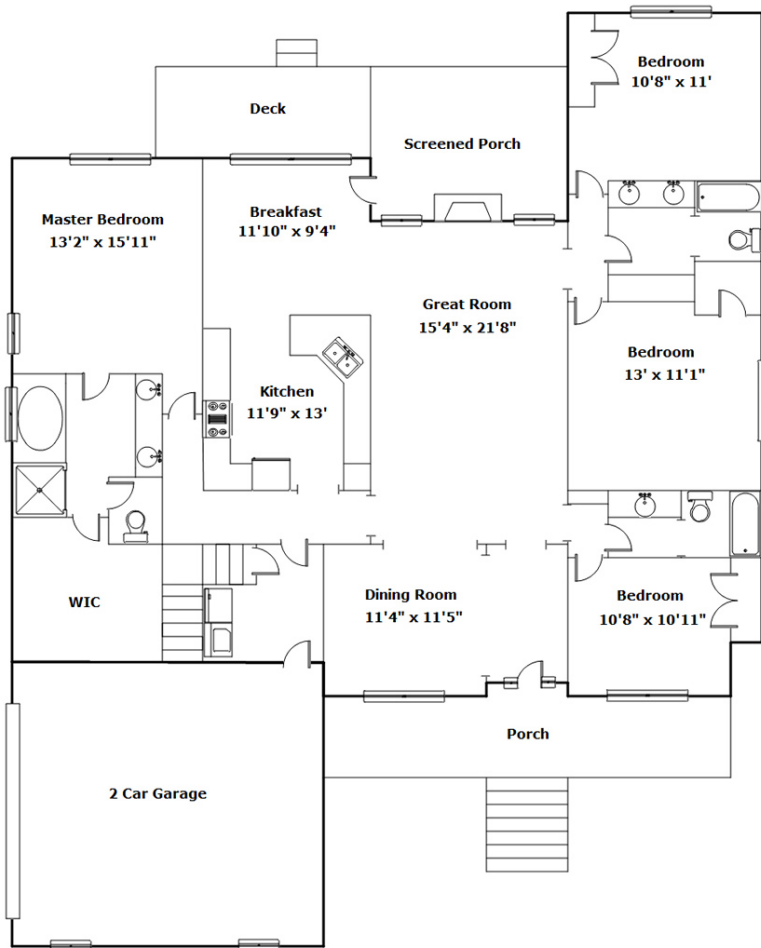 Bedroom
10'8" x 11'
Deck
Screened Porch
Master Bedroom
13'2" x 15'11"
Breakfast
11'10" x 9'4"
Great Room
15'4" x 21'8"
Bedroom
13' x 11'1"
Kitchen
11'9" x 13'
WIC
Dining Room
11'4" x 11'5"
Bedroom
10'8" x 10'11"
Porch
2 Car Garage